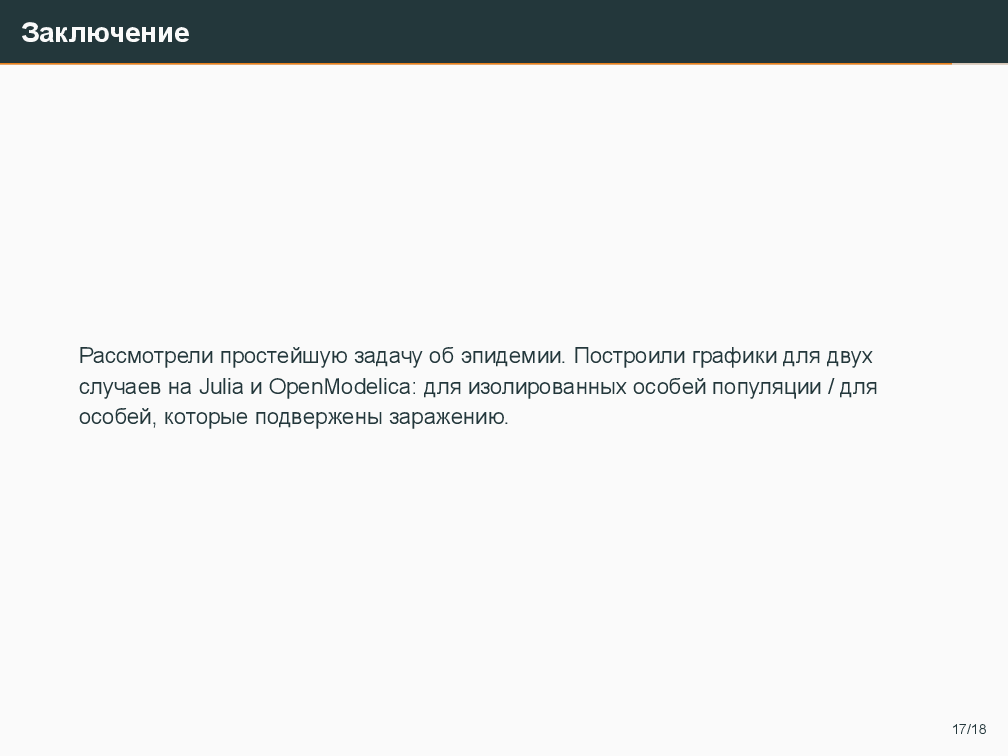 Заключение
Рассмотрели простейшую задачу об эпидемии. Построили графики для двух
случаев на Julia и OpenModelica: для изолированных особей популяции / для
особей, которые подвержены заражению.
17/18